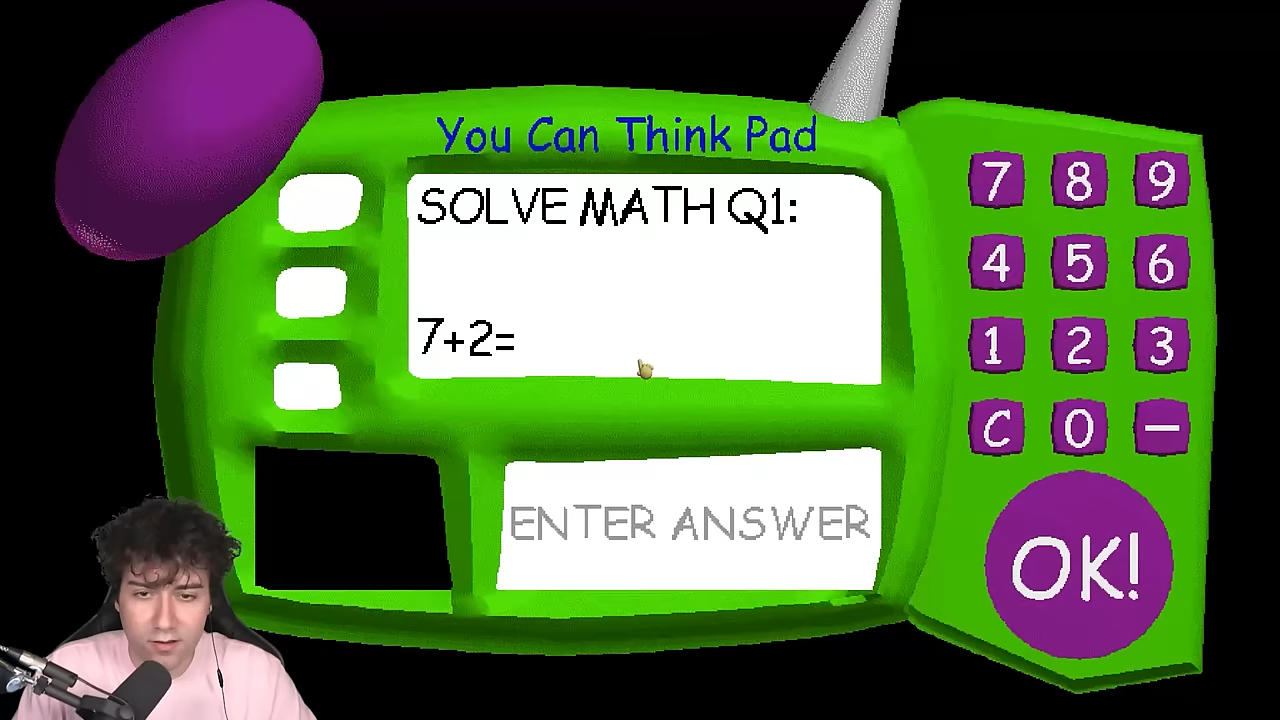 You Can Think Pad
SOLVE MATH Q1:
7+2=
ENTER ANSWER
7 8 9
4 5 6
1 2 3
C 0 –
OK!